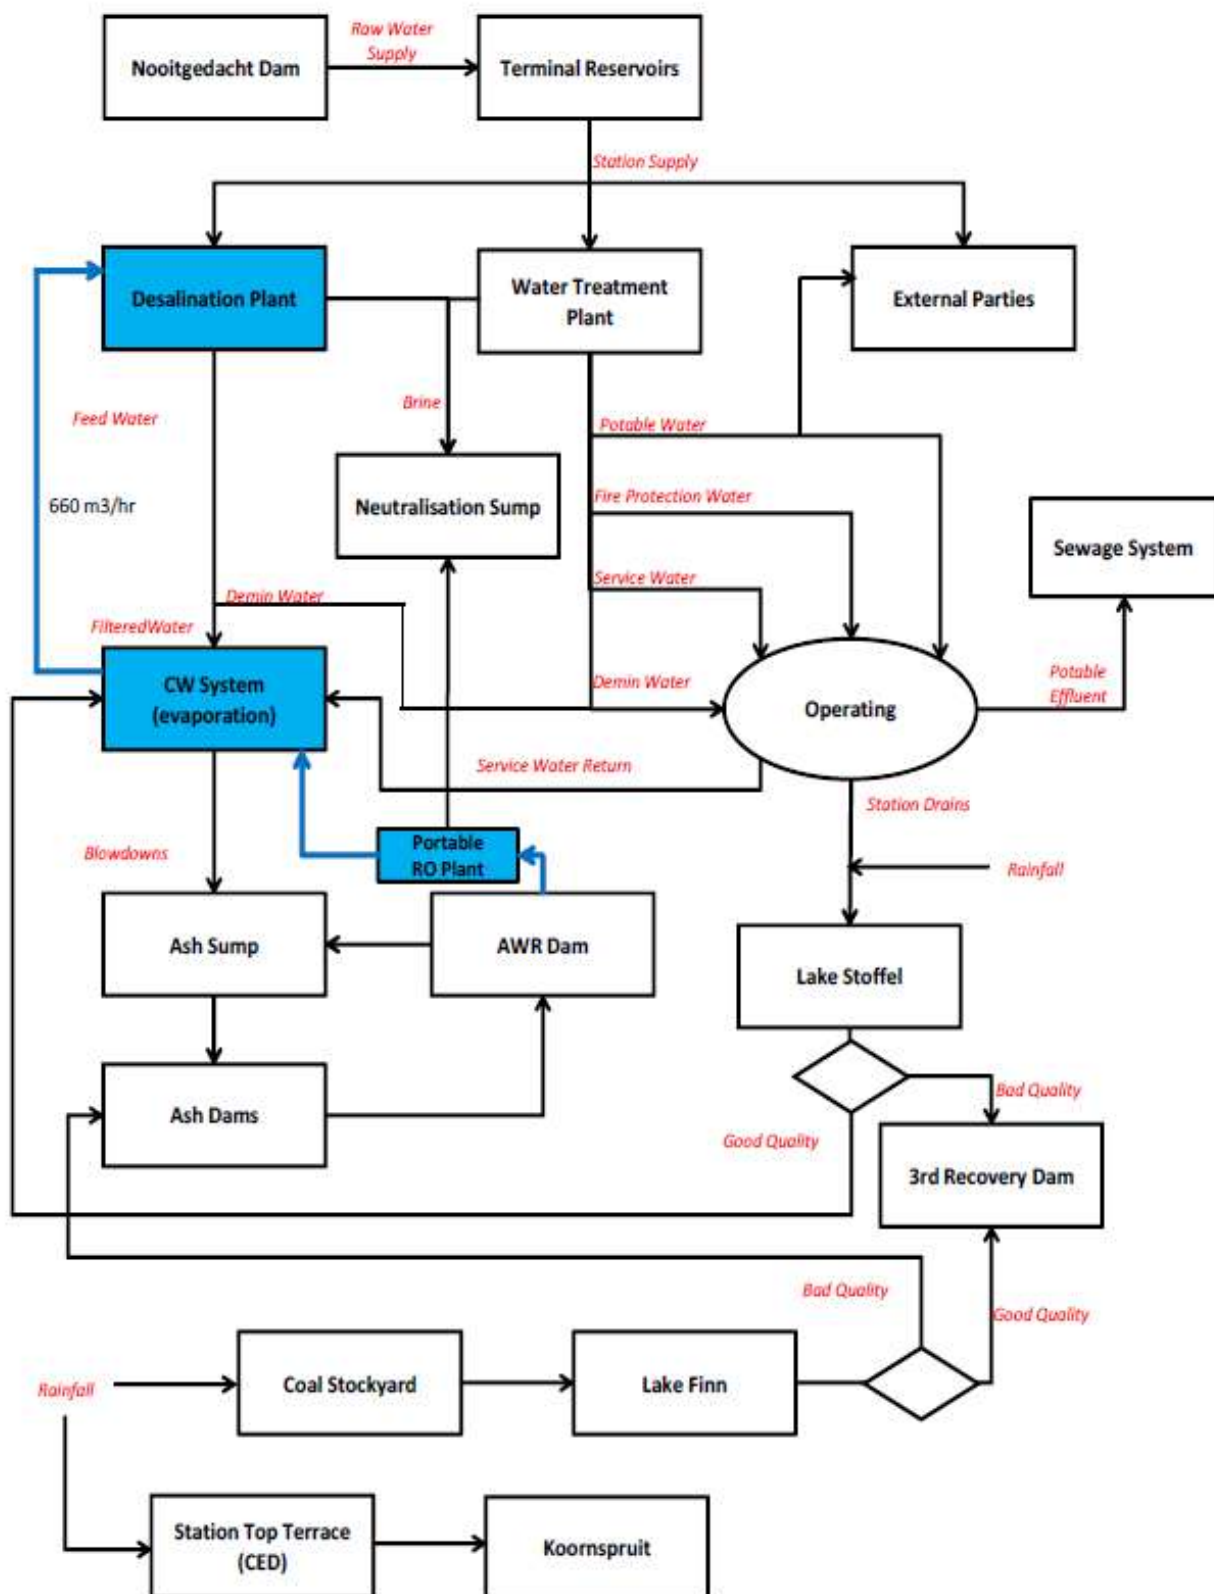 Raw Water
Supply
Nooitgedacht Dam
Terminal Reservoirs
Station Supply
Desalination Plant
Water Treatment
Plant
External Parties
Feed Water
Brine
Potable Water
660 m3/hr
Neutralisation Sump
Fire Protection Water
Sewage System
Service Water
Demin Water
FilteredWater
CW System
(evaporation)
Demin Water
Operating
Potable
Effluent
Service Water Return
Station Drains
Blowdowns
Portable
RO Plant
Rainfall
Ash Sump
AWR Dam
Lake Stoffel
Ash Dams
Bad Quality
Good Quality
3rd Recovery Dam
Bad Quality
Good Quality
Rainfall
Coal Stockyard
Lake Finn
Station Top Terrace
(CED)
Koornspruit